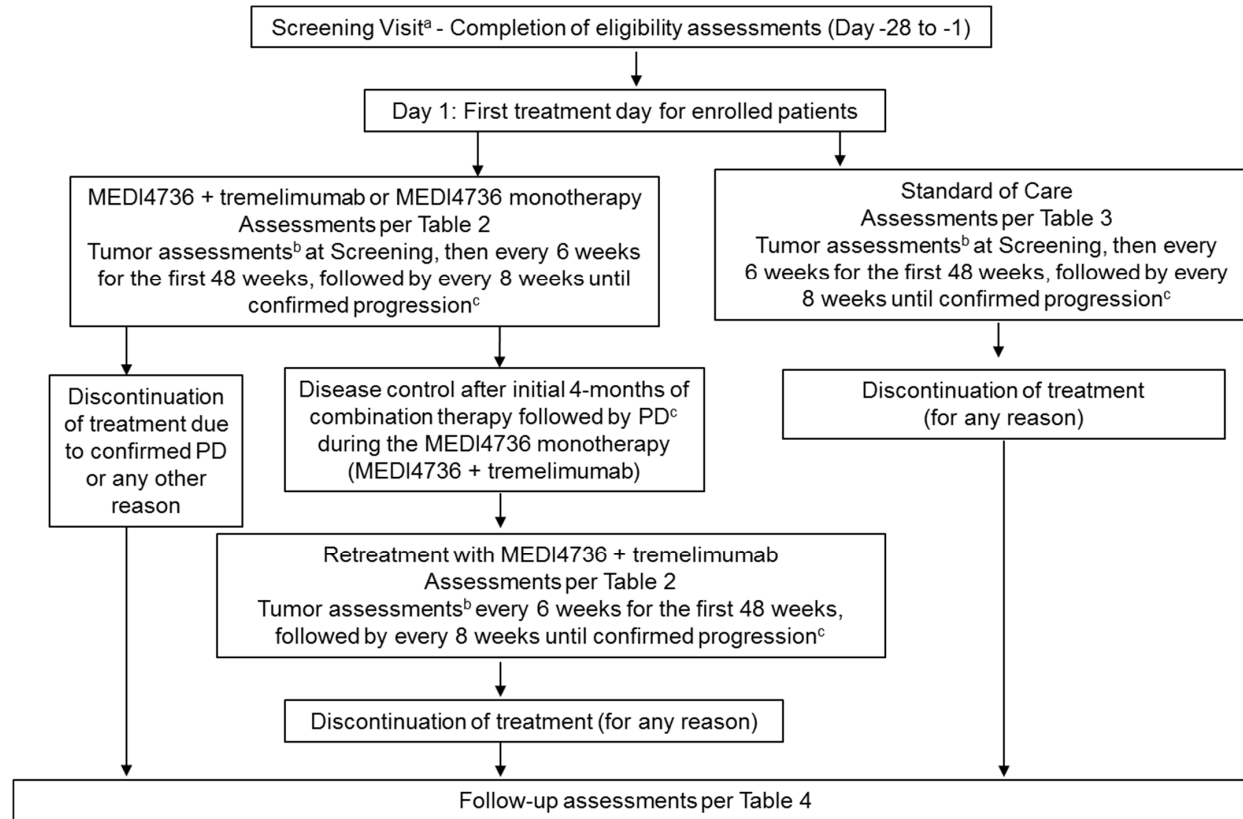 Screening Visitᵃ - Completion of eligibility assessments (Day -28 to -1)
Day 1: First treatment day for enrolled patients
MEDI4736 + tremelimumab or MEDI4736 monotherapy
Assessments per Table 2
Tumor assessmentsᵇ at Screening, then every 6 weeks
for the first 48 weeks, followed by every 8 weeks until
confirmed progressionᶜ
Standard of Care
Assessments per Table 3
Tumor assessmentsᵇ at Screening, then every
6 weeks for the first 48 weeks, followed by every
8 weeks until confirmed progressionᶜ
Discontinuation
of treatment due
to confirmed PD
or any other
reason
Disease control after initial 4-months of
combination therapy followed by PDᶜ
during the MEDI4736 monotherapy
(MEDI4736 + tremelimumab)
Discontinuation of treatment
(for any reason)
Retreatment with MEDI4736 + tremelimumab
Assessments per Table 2
Tumor assessmentsᵇ every 6 weeks for the first 48 weeks,
followed by every 8 weeks until confirmed progressionᶜ
Discontinuation of treatment (for any reason)
Follow-up assessments per Table 4